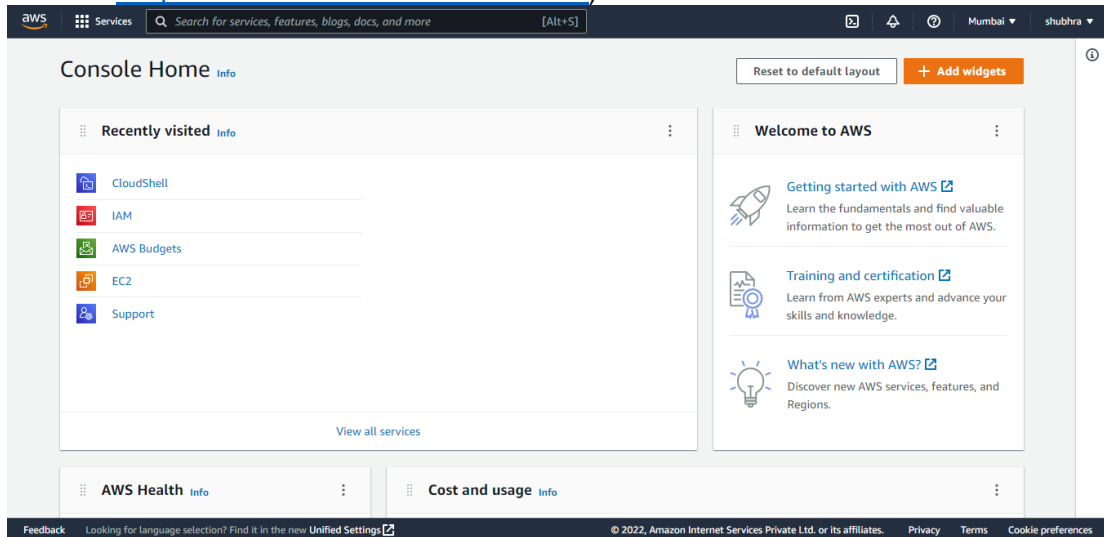 aws Services Search for services, features, blogs, docs, and more [Alt+S] Mumbai shubhra
Console Home Info Reset to default layout + Add widgets
Recently visited Info
CloudShell
IAM
AWS Budgets
EC2
Support
View all services
Welcome to AWS
Getting started with AWS
Learn the fundamentals and find valuable
information to get the most out of AWS.
Training and certification
Learn from AWS experts and advance your
skills and knowledge.
What's new with AWS?
Discover new AWS services, features, and
Regions.
AWS Health Info
Cost and usage Info
Feedback Looking for language selection? Find it in the new Unified Settings © 2022, Amazon Internet Services Private Ltd. or its affiliates. Privacy Terms Cookie preferences